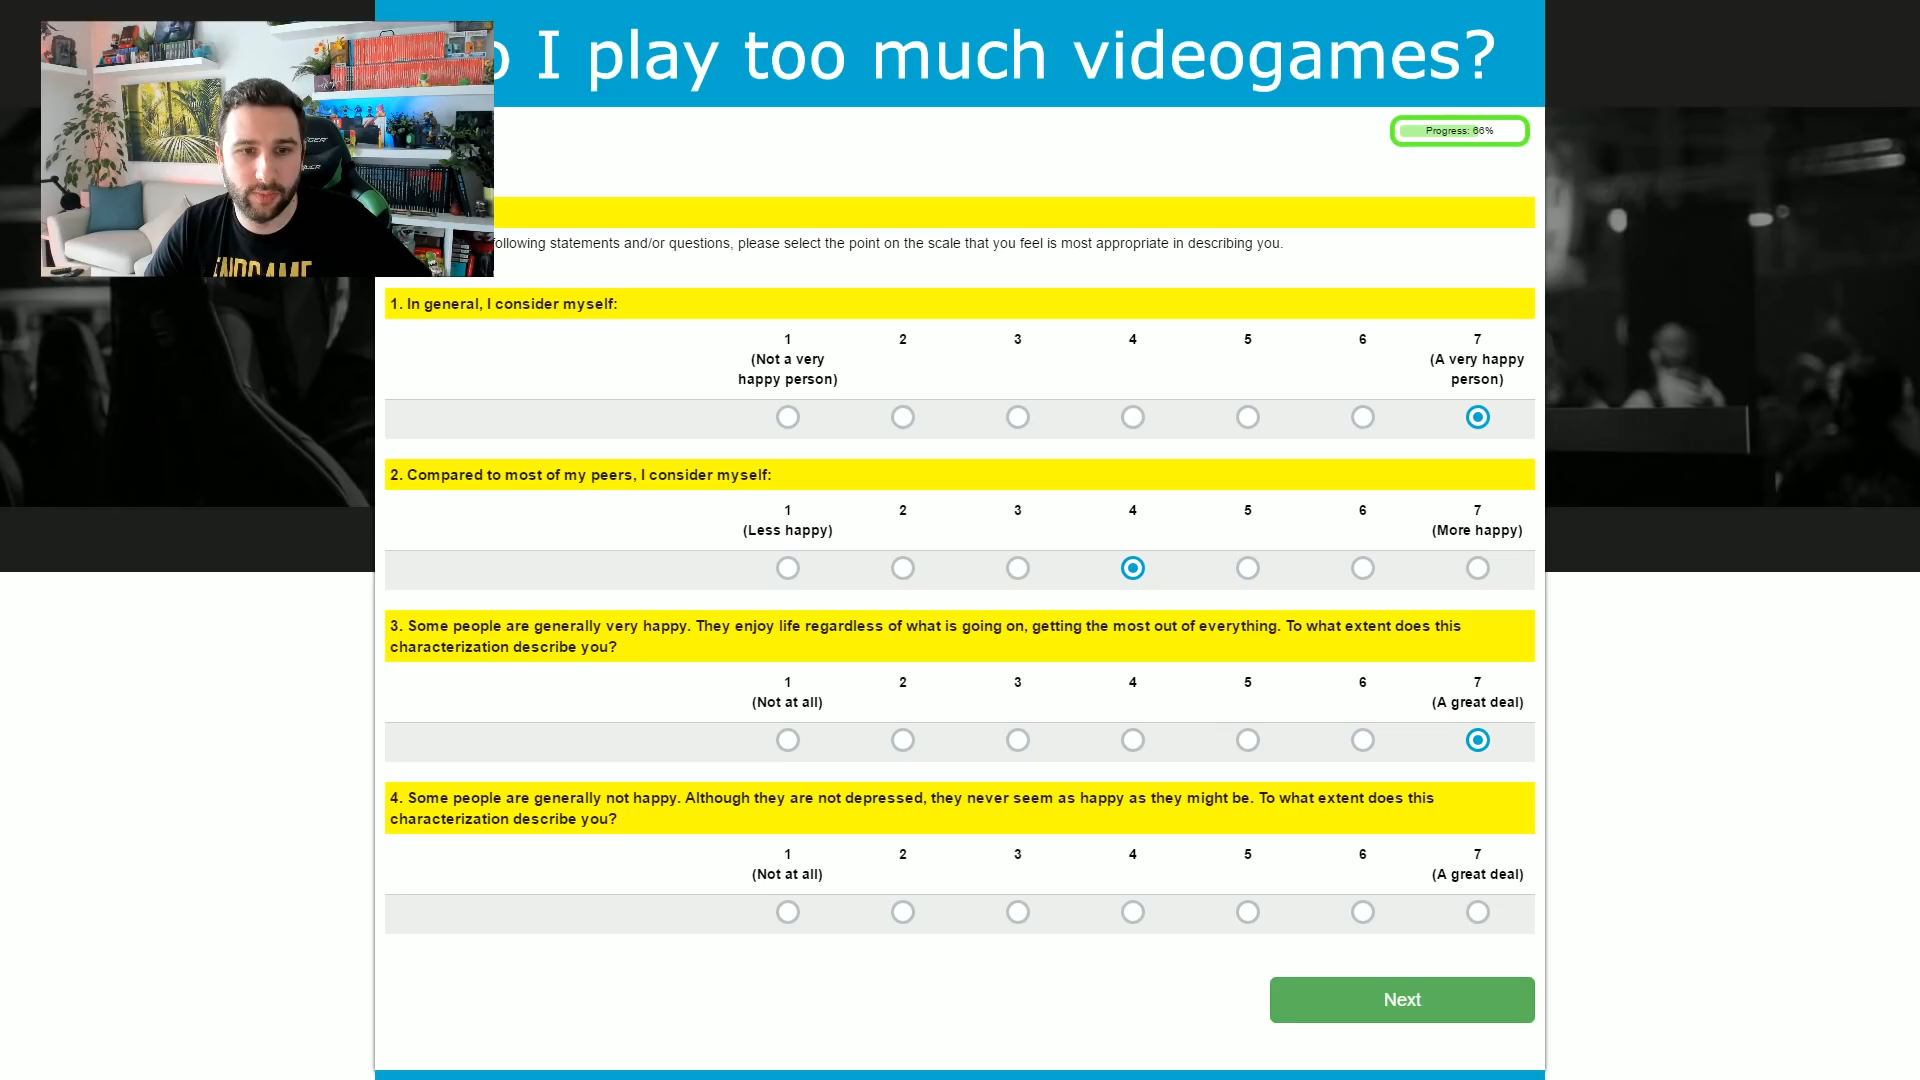 I play too much videogames?
Progress: 66%
following statements and/or questions, please select the point on the scale that you feel is most appropriate in describing you.
1. In general, I consider myself:
1 2 3 4 5 6 7
(Not a very (A very happy
happy person) person)
2. Compared to most of my peers, I consider myself:
1 2 3 4 5 6 7
(Less happy) (More happy)
3. Some people are generally very happy. They enjoy life regardless of what is going on, getting the most out of everything. To what extent does this
characterization describe you?
1 2 3 4 5 6 7
(Not at all) (A great deal)
4. Some people are generally not happy. Although they are not depressed, they never seem as happy as they might be. To what extent does this
characterization describe you?
1 2 3 4 5 6 7
(Not at all) (A great deal)
Next